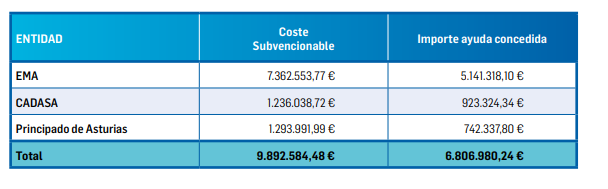 ENTIDAD Coste Subvencionable Importe ayuda concedida
EMA 7.362.553,77 € 5.141.318,10 €
CADASA 1.236.038,72 € 923.324,34 €
Principado de Asturias 1.293.991,99 € 742.337,80 €
Total 9.892.584,48 € 6.806.980,24 €